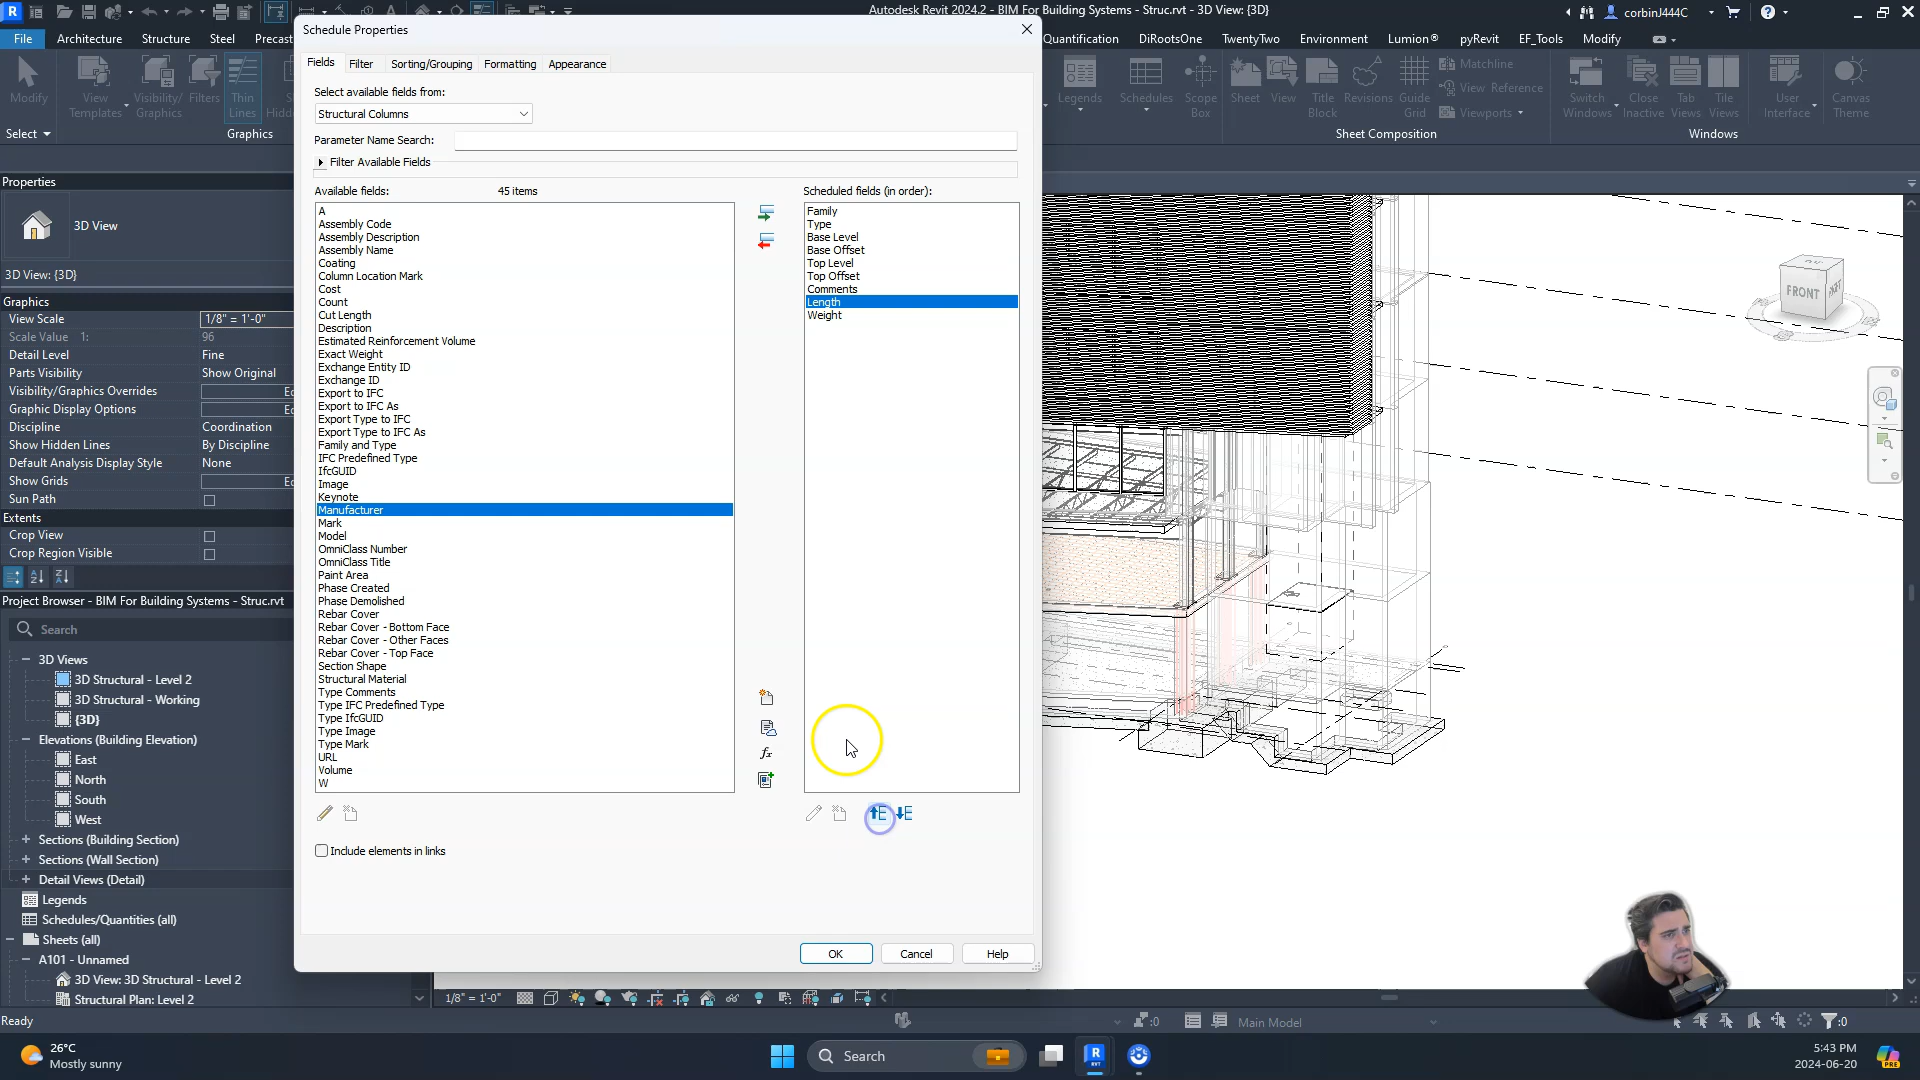 Autodesk Revit 2024.2 - BIM For Building Systems - Struc.rvt - 3D View: {3D}
corbinJ444C
File
Architecture
Structure
Steel
Precast
Quantification
DiRootsOne
TwentyTwo
Environment
Lumion®
pyRevit
EF_Tools
Modify
Modify
View
Templates
Visibility/
Graphics
Filters
Thin
Lines
Legends
Schedules
Scope
Box
Sheet
View
Title
Block
Revisions
Guide
Grid
Matchline
View Reference
Viewports
Switch
Windows
Close
Inactive
Tab
Views
Tile
Views
User
Interface
Canvas
Theme
Select
Graphics
Sheet Composition
Windows
Properties
3D View
3D View: {3D}
Graphics
View Scale 1/8" = 1'-0"
Scale Value 1: 96
Detail Level Fine
Parts Visibility Show Original
Visibility/Graphics Overrides
Graphic Display Options
Discipline Coordination
Show Hidden Lines By Discipline
Default Analysis Display Style None
Show Grids
Sun Path
Extents
Crop View
Crop Region Visible
Project Browser - BIM For Building Systems - Struc.rvt
Search
3D Views
3D Structural - Level 2
3D Structural - Working
{3D}
Elevations (Building Elevation)
East
North
South
West
Sections (Building Section)
Sections (Wall Section)
Detail Views (Detail)
Legends
Schedules/Quantities (all)
Sheets (all)
A101 - Unnamed
3D View: 3D Structural - Level 2
Structural Plan: Level 2
Schedule Properties
Fields
Filter
Sorting/Grouping
Formatting
Appearance
Select available fields from:
Structural Columns
Parameter Name Search:
Filter Available Fields
Available fields: 45 items
A
Assembly Code
Assembly Description
Assembly Name
Coating
Column Location Mark
Cost
Count
Cut Length
Description
Estimated Reinforcement Volume
Exact Weight
Exchange Entity ID
Exchange ID
Export to IFC
Export to IFC As
Export Type to IFC
Export Type to IFC As
Family and Type
IFC Predefined Type
IfcGUID
Image
Keynote
Manufacturer
Mark
Model
OmniClass Number
OmniClass Title
Paint Area
Phase Created
Phase Demolished
Rebar Cover
Rebar Cover - Bottom Face
Rebar Cover - Other Faces
Rebar Cover - Top Face
Section Shape
Structural Material
Type Comments
Type IFC Predefined Type
Type IfcGUID
Type Image
Type Mark
URL
Volume
W
Scheduled fields (in order):
Family
Type
Base Level
Base Offset
Top Level
Top Offset
Comments
Length
Weight
Include elements in links
OK
Cancel
Help
FRONT
1/8" = 1'-0"
Ready
:0
Main Model
:0
26°C
Mostly sunny
Search
5:43 PM
2024-06-20